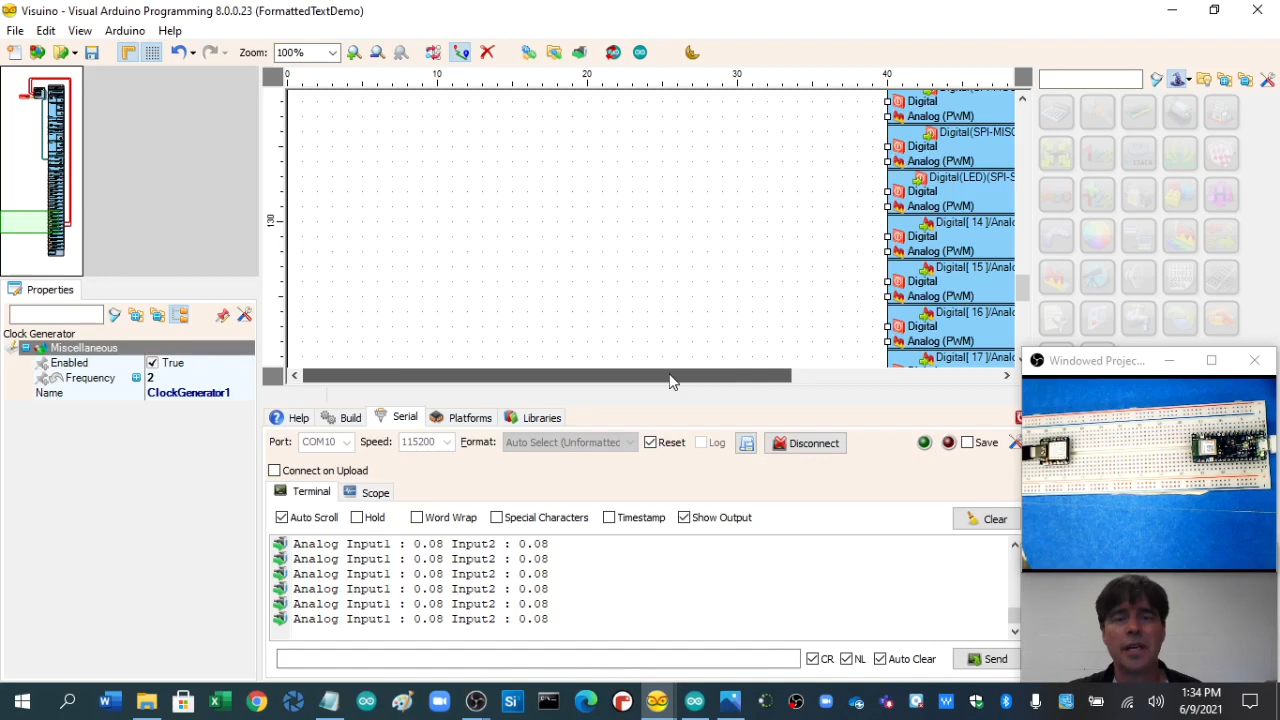 Visuino - Visual Arduino Programming 8.0.0.23 (FormattedTextDemo)
File Edit View Arduino Help
Zoom: 100%
0 10 20 30 40
130
Digital
Analog (PWM)
Digital(SPI-MISO
Digital
Analog (PWM)
Digital(LED)(SPI-S
Digital
Analog (PWM)
Digital[ 14 ]/Analo
Digital
Analog (PWM)
Digital[ 15 ]/Analo
Digital
Analog (PWM)
Digital[ 16 ]/Analo
Digital
Analog (PWM)
Digital[ 17 ]/Analo
Properties
Clock Generator
Miscellaneous
Enabled True
Frequency 2
Name ClockGenerator1
Help Build Serial Platforms Libraries
Port: COM10 Speed: 115200 Format: Auto Select (Unformatted Reset Log Disconnect Save
Connect on Upload
Terminal Scope
Auto Scroll Hold Word Wrap Special Characters Timestamp Show Output Clear
Analog Input1 : 0.08 Input2 : 0.08
Analog Input1 : 0.08 Input2 : 0.08
Analog Input1 : 0.08 Input2 : 0.08
Analog Input1 : 0.08 Input2 : 0.08
Analog Input1 : 0.08 Input2 : 0.08
Analog Input1 : 0.08 Input2 : 0.08
CR NL Auto Clear Send
Windowed Projec...
1:34 PM
6/9/2021